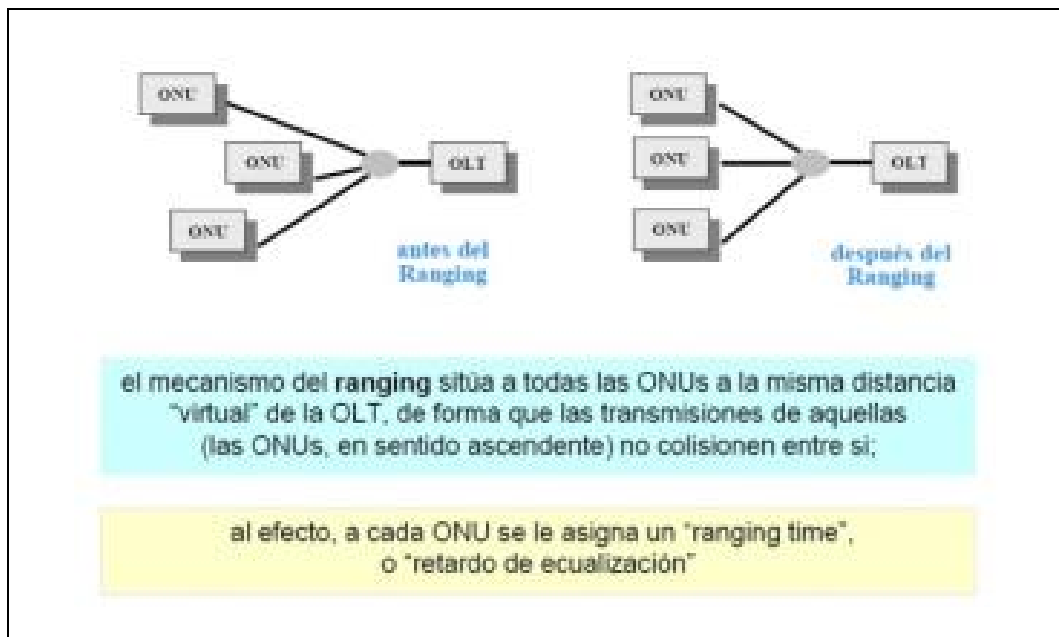 ONU
ONU
ONU
OLT
antes del
Ranging
ONU
ONU
ONU
OLT
después del
Ranging
el mecanismo del ranging sitúa a todas las ONUs a la misma distancia
“virtual” de la OLT, de forma que las transmisiones de aquellas
(las ONUs, en sentido ascendente) no colisionen entre si;
al efecto, a cada ONU se le asigna un “ranging time”,
o “retardo de ecualización”